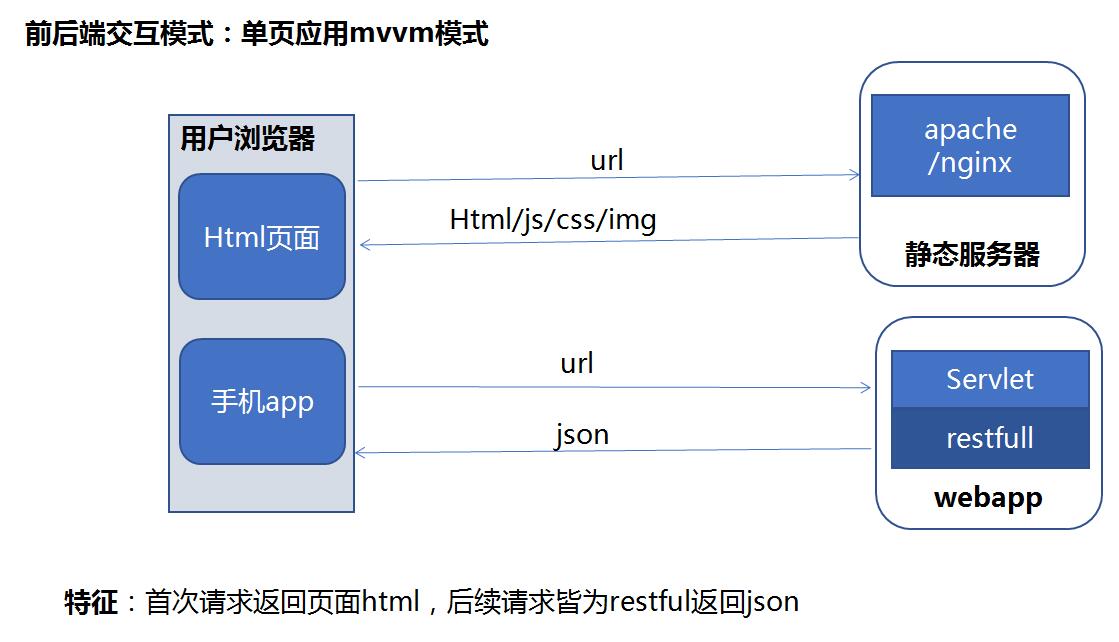 前后端交互模式：单页应用mvvm模式
用户浏览器
Html页面
手机app
url
Html/js/css/img
url
json
apache
/nginx
静态服务器
Servlet
restfull
webapp
特征：首次请求返回页面html，后续请求皆为restful返回json